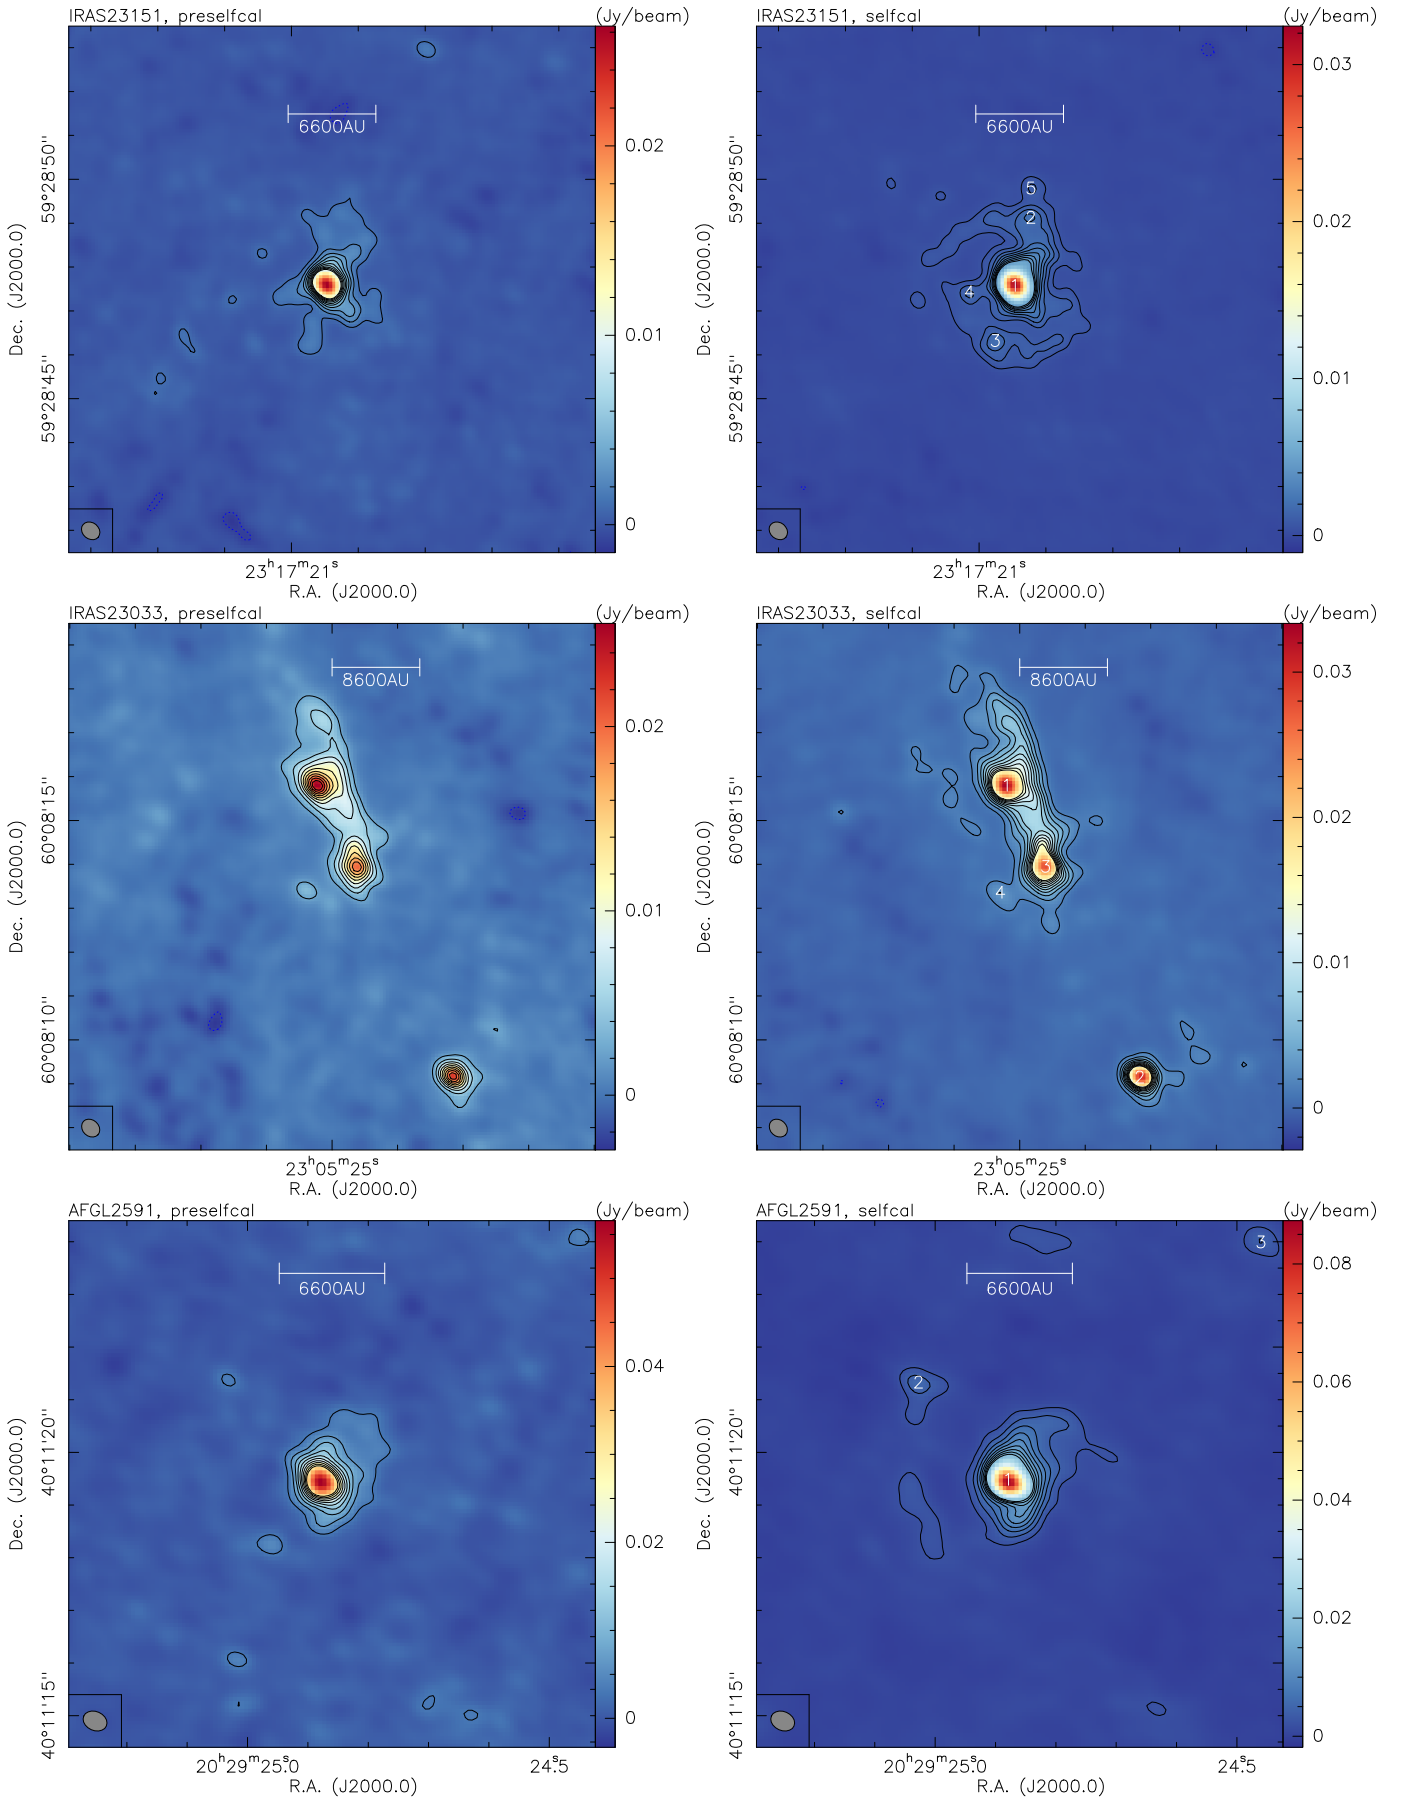 IRAS23151, preselfcal
(Jy/beam)
6600AU
59°28'50''
59°28'45''
Dec. (J2000.0)
0.02
0.01
0
23h17m21s
R.A. (J2000.0)
IRAS23151, selfcal
(Jy/beam)
6600AU
5
2
1
4
3
59°28'50''
59°28'45''
Dec. (J2000.0)
0.03
0.02
0.01
0
23h17m21s
R.A. (J2000.0)
IRAS23033, preselfcal
(Jy/beam)
8600AU
60°08'15''
60°08'10''
Dec. (J2000.0)
0.02
0.01
0
23h05m25s
R.A. (J2000.0)
IRAS23033, selfcal
(Jy/beam)
8600AU
1
3
4
2
60°08'15''
60°08'10''
Dec. (J2000.0)
0.03
0.02
0.01
0
23h05m25s
R.A. (J2000.0)
AFGL2591, preselfcal
(Jy/beam)
6600AU
40°11'20''
40°11'15''
Dec. (J2000.0)
0.04
0.02
0
20h29m25s.0
24.5
R.A. (J2000.0)
AFGL2591, selfcal
(Jy/beam)
3
6600AU
2
1
40°11'20''
40°11'15''
Dec. (J2000.0)
0.08
0.06
0.04
0.02
0
20h29m25s.0
24s.5
R.A. (J2000.0)